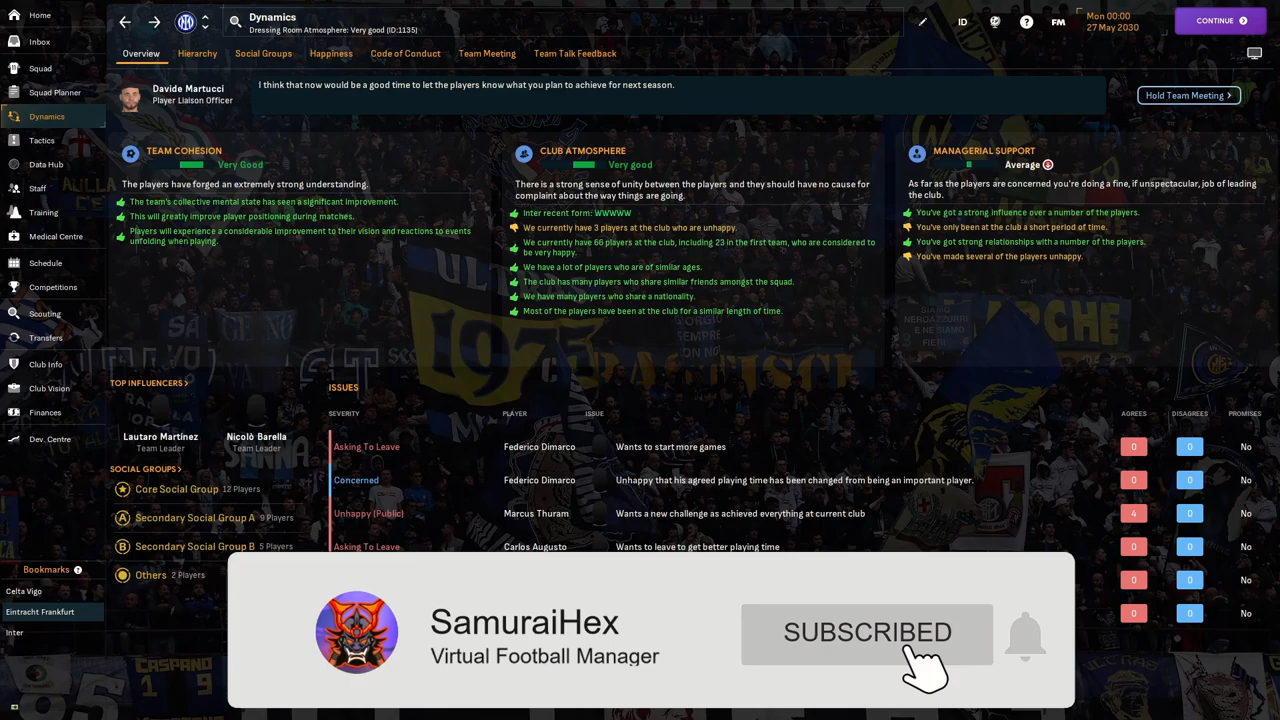 Home
Inbox
Squad
Squad Planner
Dynamics
Tactics
Data Hub
Staff
Training
Medical Centre
Schedule
Competitions
Scouting
Transfers
Club Info
Club Vision
Finances
Dev. Centre
Bookmarks ?
Celta Vigo
Eintracht Frankfurt
Inter
Dynamics
Dressing Room Atmosphere: Very good (ID:1135)
ID
?
FM
Mon 00:00
27 May 2030
CONTINUE
Overview Hierarchy Social Groups Happiness Code of Conduct Team Meeting Team Talk Feedback
Davide Martucci
Player Liaison Officer
I think that now would be a good time to let the players know what you plan to achieve for next season.
Hold Team Meeting >
TEAM COHESION
Very Good
The players have forged an extremely strong understanding.
The team's collective mental state has seen a significant improvement.
This will greatly improve player positioning during matches.
Players will experience a considerable improvement to their vision and reactions to events
unfolding when playing.
CLUB ATMOSPHERE
Very good
There is a strong sense of unity between the players and they should have no cause for
complaint about the way things are going.
Inter recent form: WWWWW
We currently have 3 players at the club who are unhappy.
We currently have 66 players at the club, including 23 in the first team, who are considered to
be very happy.
We have a lot of players who are of similar ages.
The club has many players who share similar friends amongst the squad.
We have many players who share a nationality.
Most of the players have been at the club for a similar length of time.
MANAGERIAL SUPPORT
Average
As far as the players are concerned you're doing a fine, if unspectacular, job of leading
the club.
You've got a strong influence over a number of the players.
You've only been at the club a short period of time.
You've got strong relationships with a number of the players.
You've made several of the players unhappy.
TOP INFLUENCERS >
Lautaro Martínez
Team Leader
Nicolò Barella
Team Leader
SOCIAL GROUPS >
Core Social Group 12 Players
A Secondary Social Group A 9 Players
B Secondary Social Group B 5 Players
Others 2 Players
ISSUES
SEVERITY PLAYER ISSUE AGREES DISAGREES PROMISES
Asking To Leave Federico Dimarco Wants to start more games 0 0 No
Concerned Federico Dimarco Unhappy that his agreed playing time has been changed from being an important player. 0 0 No
Unhappy (Public) Marcus Thuram Wants a new challenge as achieved everything at current club 4 0 No
Asking To Leave Carlos Augusto Wants to leave to get better playing time 0 0 No
0 0 No
0 0 No
SamuraiHex
Virtual Football Manager
SUBSCRIBED